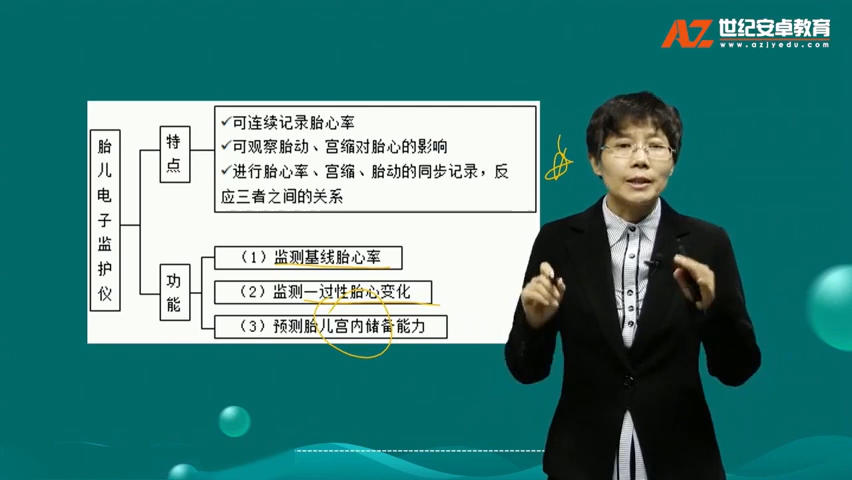 世纪安卓教育
www.azjyedu.com
胎儿电子监护仪
特点
✓可连续记录胎心率
✓可观察胎动、宫缩对胎心的影响
✓进行胎心率、宫缩、胎动的同步记录，反
应三者之间的关系
功能
（1）监测基线胎心率
（2）监测一过性胎心变化
（3）预测胎儿宫内储备能力